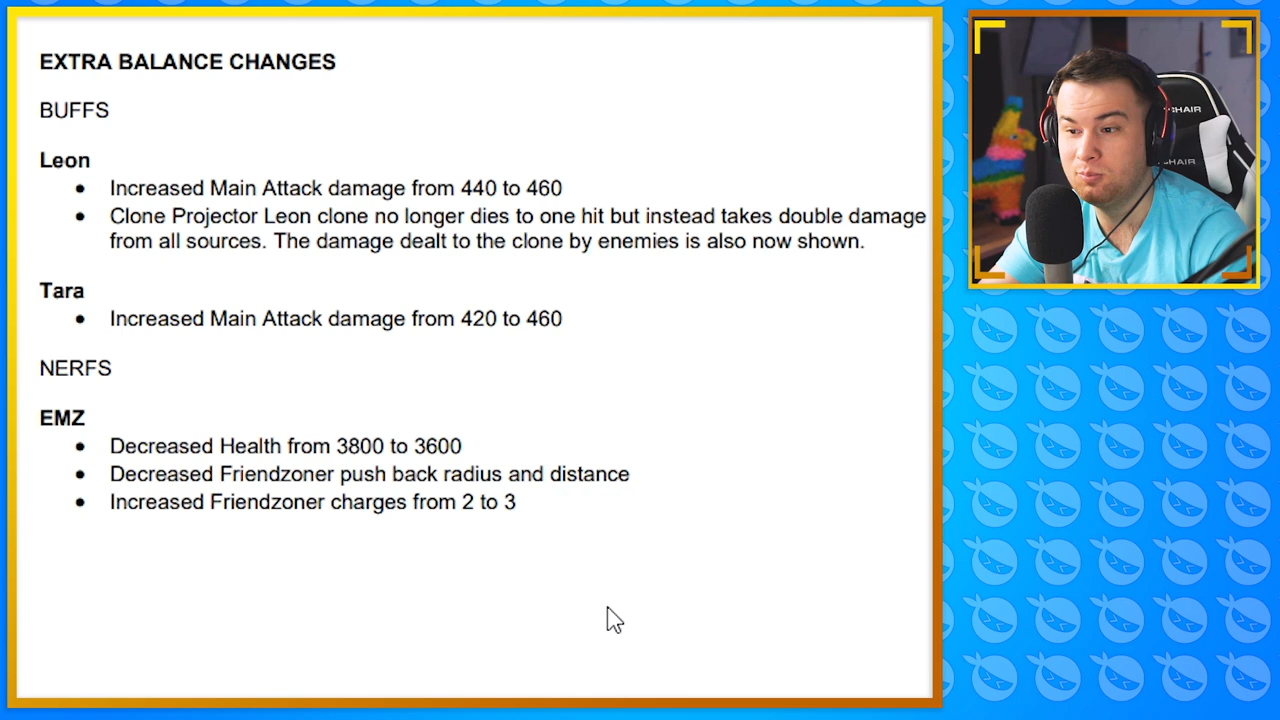 EXTRA BALANCE CHANGES
BUFFS
Leon
• Increased Main Attack damage from 440 to 460
• Clone Projector Leon clone no longer dies to one hit but instead takes double damage
from all sources. The damage dealt to the clone by enemies is also now shown.
Tara
• Increased Main Attack damage from 420 to 460
NERFS
EMZ
• Decreased Health from 3800 to 3600
• Decreased Friendzoner push back radius and distance
• Increased Friendzoner charges from 2 to 3